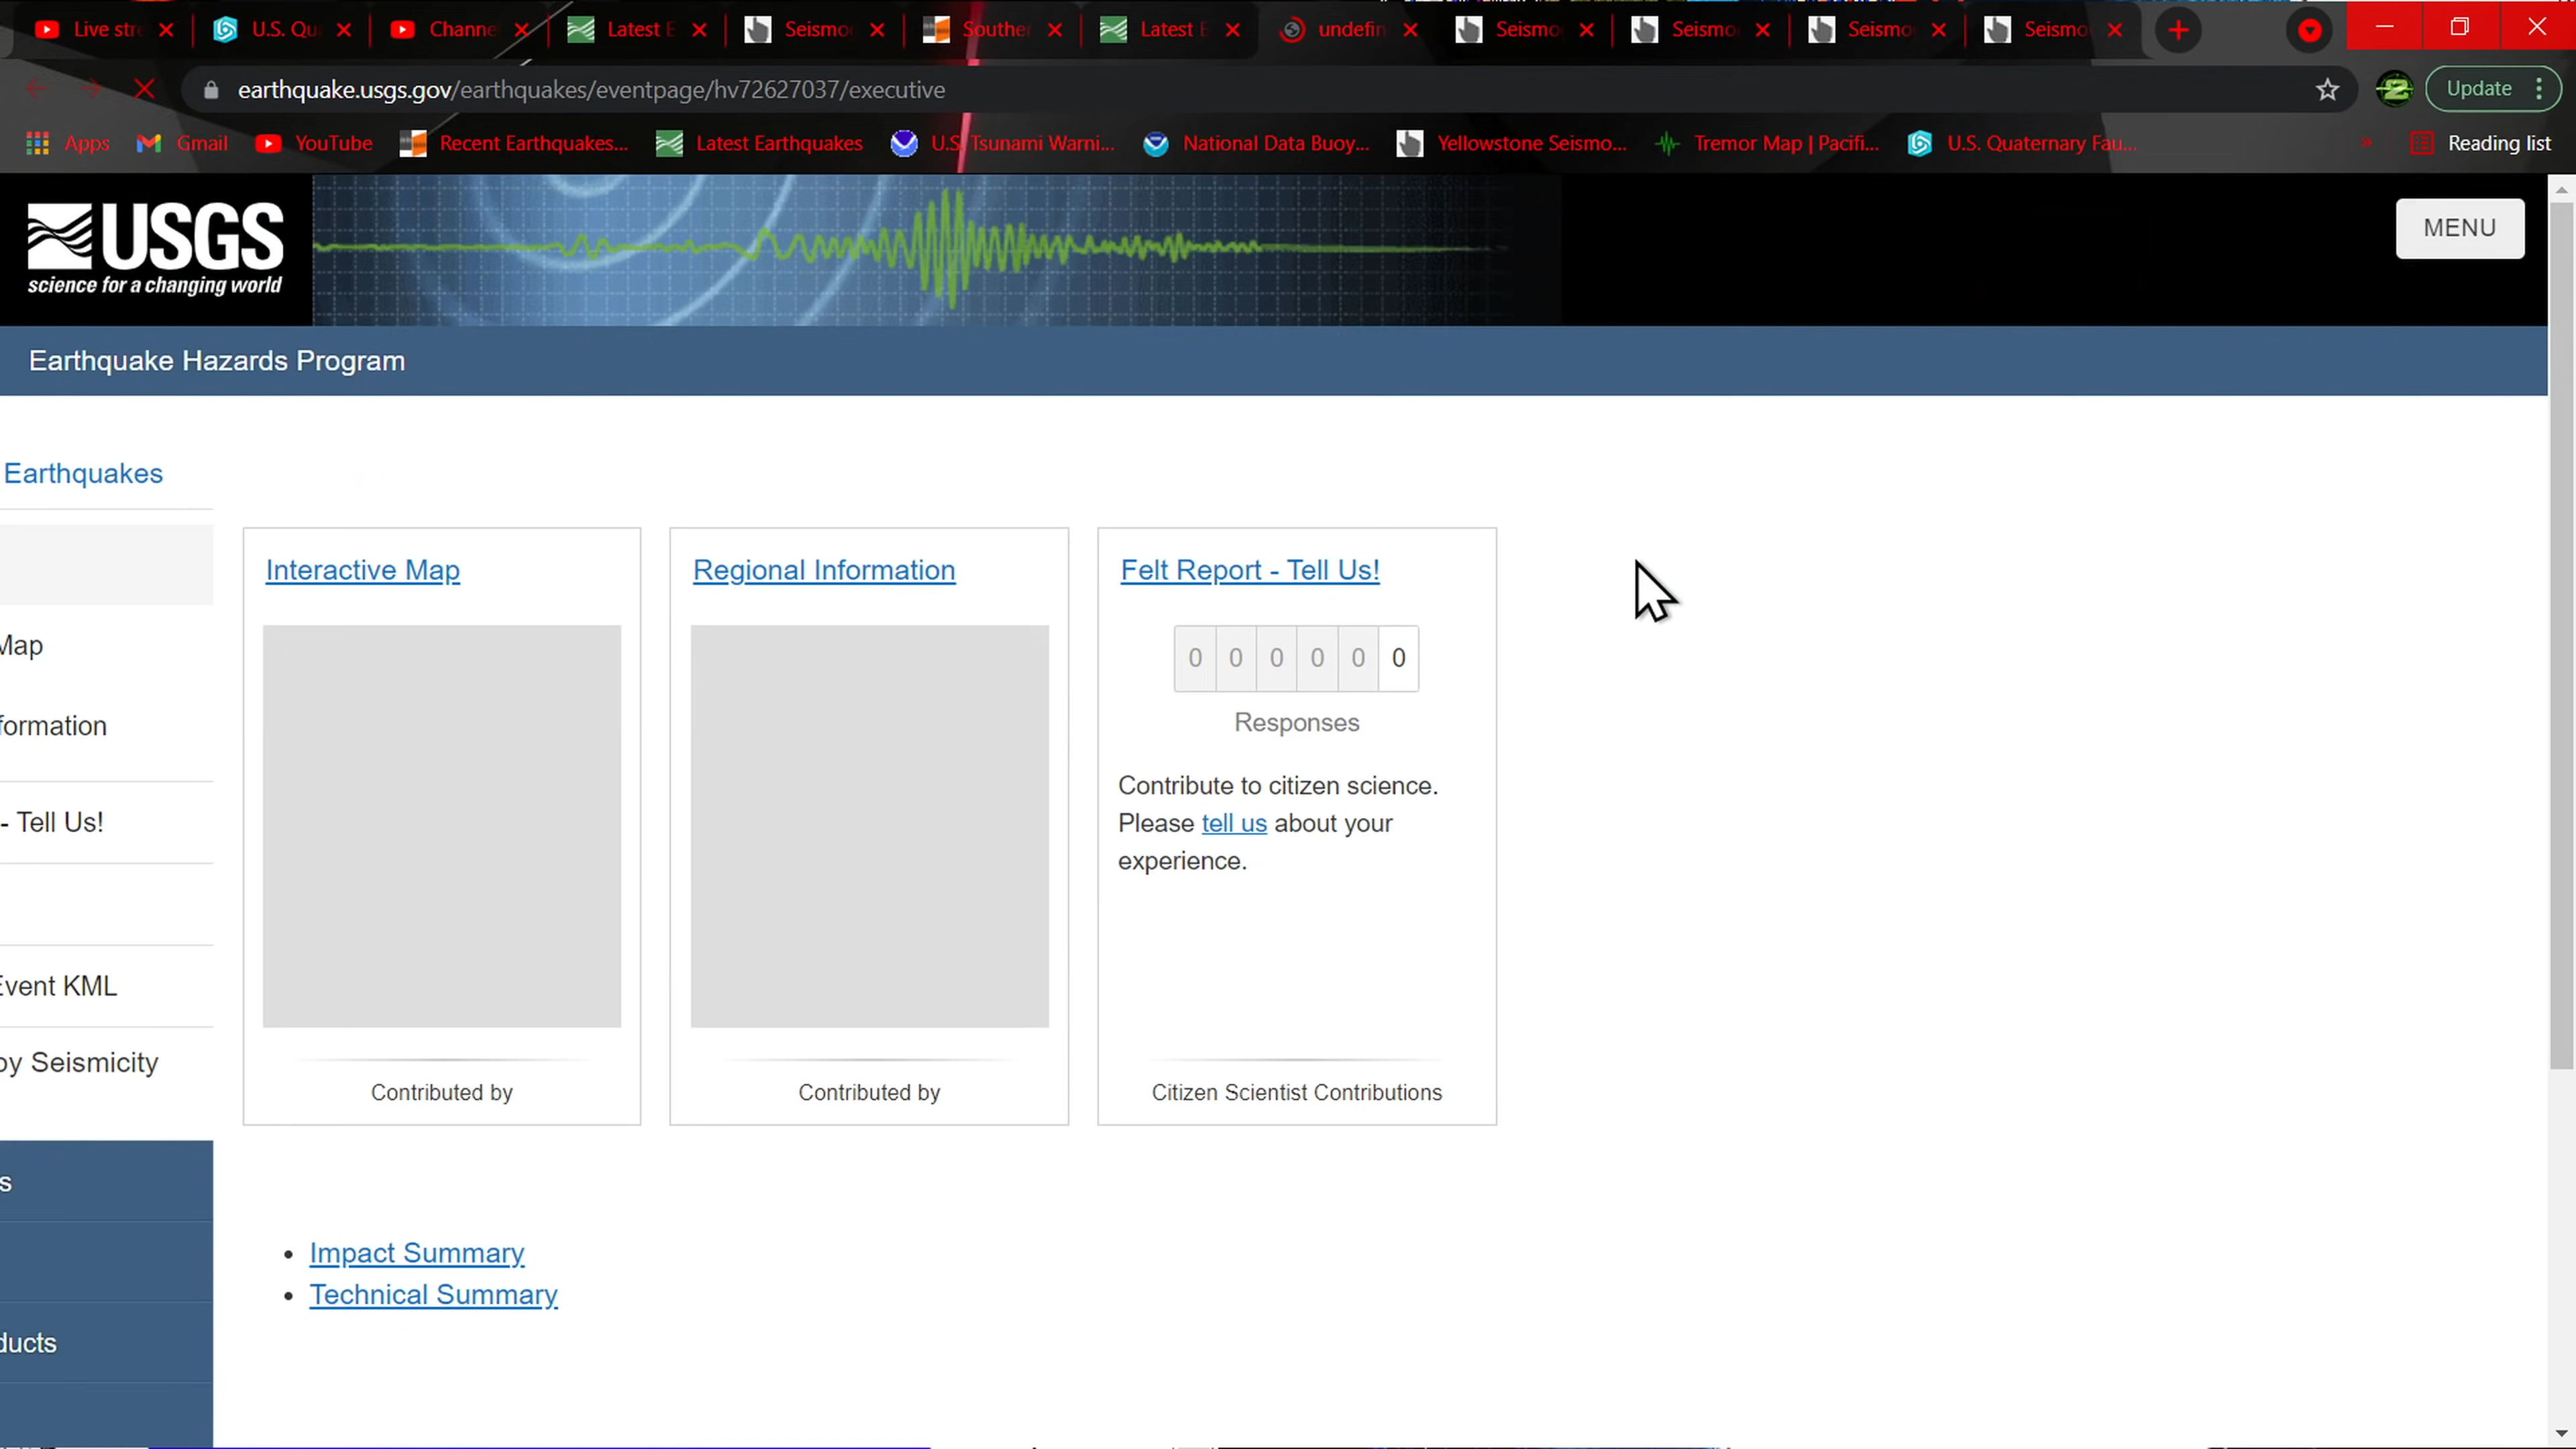 Live stre
U.S. Qu
Channe
Latest E
Seismo
Souther
Latest E
undefin
Seismo
Seismo
Seismo
Seismo
earthquake.usgs.gov/earthquakes/eventpage/hv72627037/executive
Update
Apps
Gmail
YouTube
Recent Earthquakes...
Latest Earthquakes
U.S. Tsunami Warni...
National Data Buoy...
Yellowstone Seismo...
Tremor Map | Pacifi...
U.S. Quaternary Fau...
»
Reading list
USGS
science for a changing world
MENU
Earthquake Hazards Program
Earthquakes
Map
formation
- Tell Us!
Event KML
by Seismicity
s
ducts
Interactive Map
Contributed by
Regional Information
Contributed by
Felt Report - Tell Us!
0 0 0 0 0 0
Responses
Contribute to citizen science.
Please tell us about your
experience.
Citizen Scientist Contributions
• Impact Summary
• Technical Summary